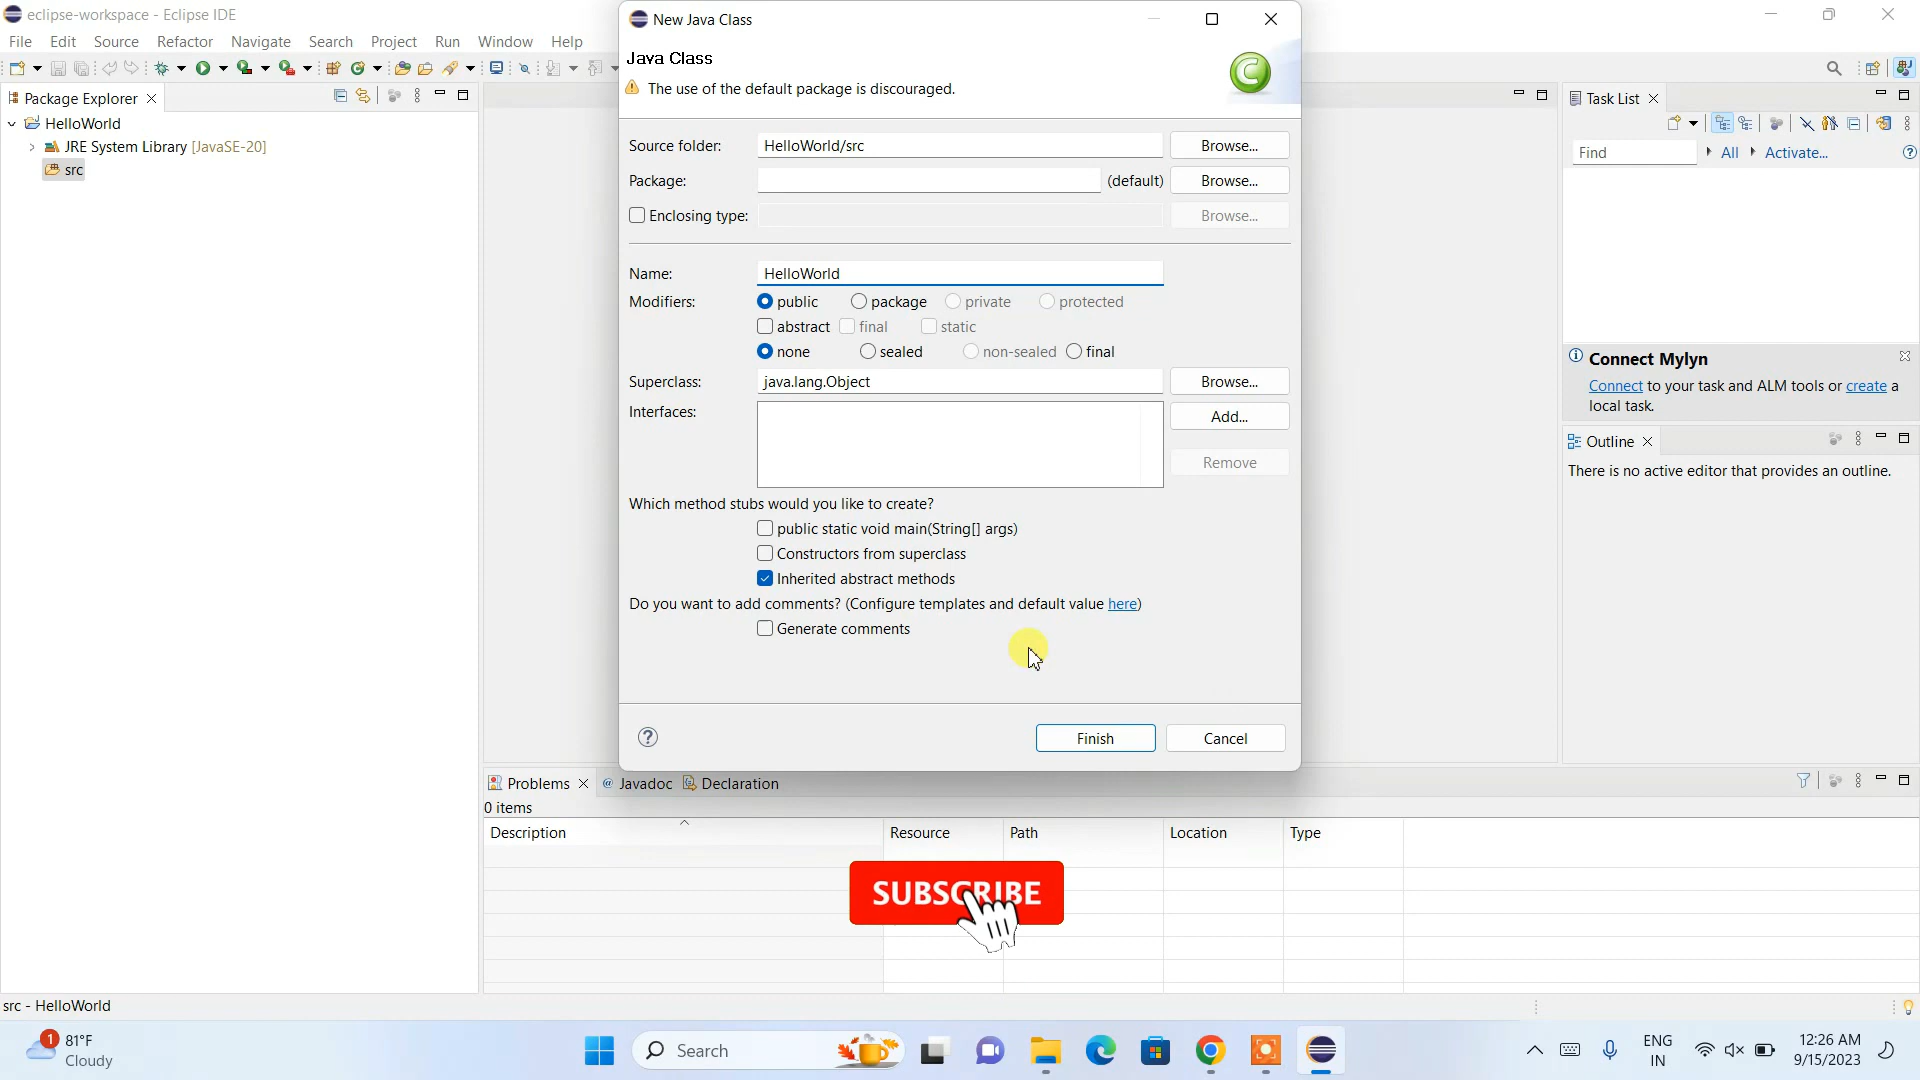 eclipse-workspace - Eclipse IDE
File Edit Source Refactor Navigate Search Project Run Window Help
Package Explorer
HelloWorld
JRE System Library [JavaSE-20]
src
New Java Class
Java Class
The use of the default package is discouraged.
Source folder: HelloWorld/src Browse...
Package: (default) Browse...
Enclosing type: Browse...
Name: HelloWorld
Modifiers: public package private protected
abstract final static
none sealed non-sealed final
Superclass: java.lang.Object Browse...
Interfaces: Add...
Remove
Which method stubs would you like to create?
public static void main(String[] args)
Constructors from superclass
Inherited abstract methods
Do you want to add comments? (Configure templates and default value here)
Generate comments
Finish Cancel
Task List
Find All Activate...
Connect Mylyn
Connect to your task and ALM tools or create a
local task.
Outline
There is no active editor that provides an outline.
Problems Javadoc Declaration
0 items
Description Resource Path Location Type
SUBSCRIBE
src - HelloWorld
1 81°F
Cloudy
Search
ENG
IN
12:26 AM
9/15/2023